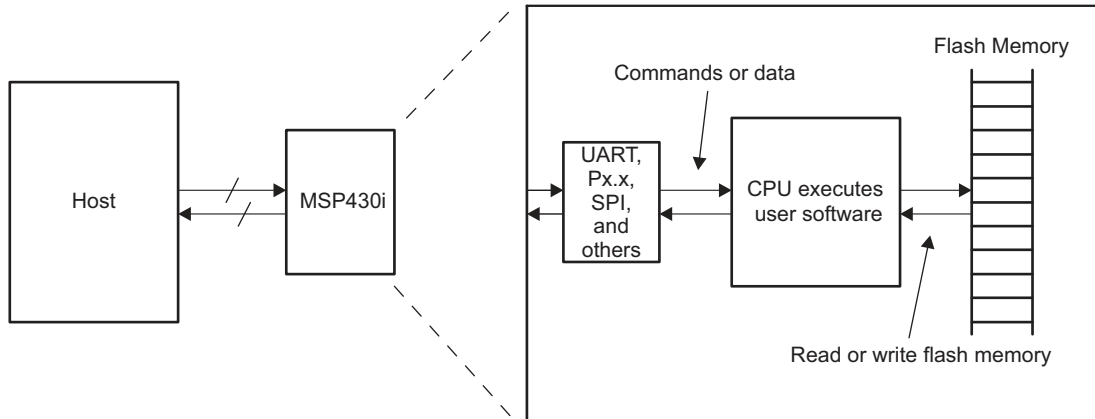 Host
MSP430i
Commands or data
Flash Memory
UART,
Px.x,
SPI,
and
others
CPU executes
user software
Read or write flash memory